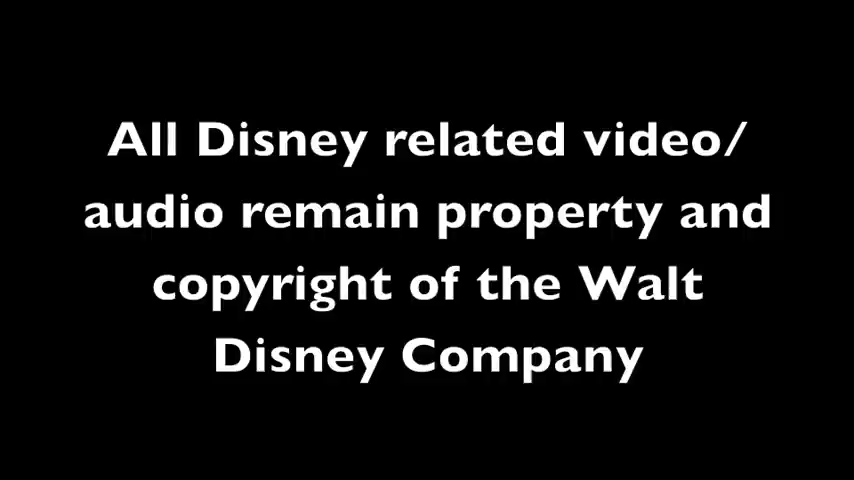 All Disney related video/
audio remain property and
copyright of the Walt
Disney Company